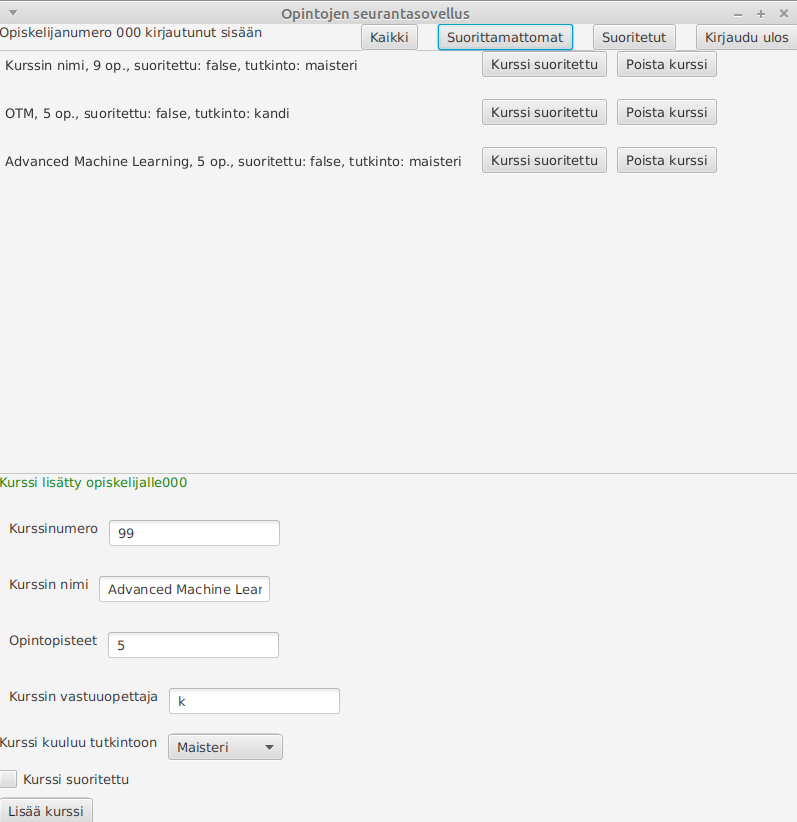 Opintojen seurantasovellus
Opiskelijanumero 000 kirjautunut sisään Kaikki Suorittamattomat Suoritetut Kirjaudu ulos
Kurssin nimi, 9 op., suoritettu: false, tutkinto: maisteri Kurssi suoritettu Poista kurssi
OTM, 5 op., suoritettu: false, tutkinto: kandi Kurssi suoritettu Poista kurssi
Advanced Machine Learning, 5 op., suoritettu: false, tutkinto: maisteri Kurssi suoritettu Poista kurssi
Kurssi lisätty opiskelijalle000
Kurssinumero 99
Kurssin nimi Advanced Machine Lear
Opintopisteet 5
Kurssin vastuuopettaja k
Kurssi kuuluu tutkintoon Maisteri
Kurssi suoritettu
Lisää kurssi